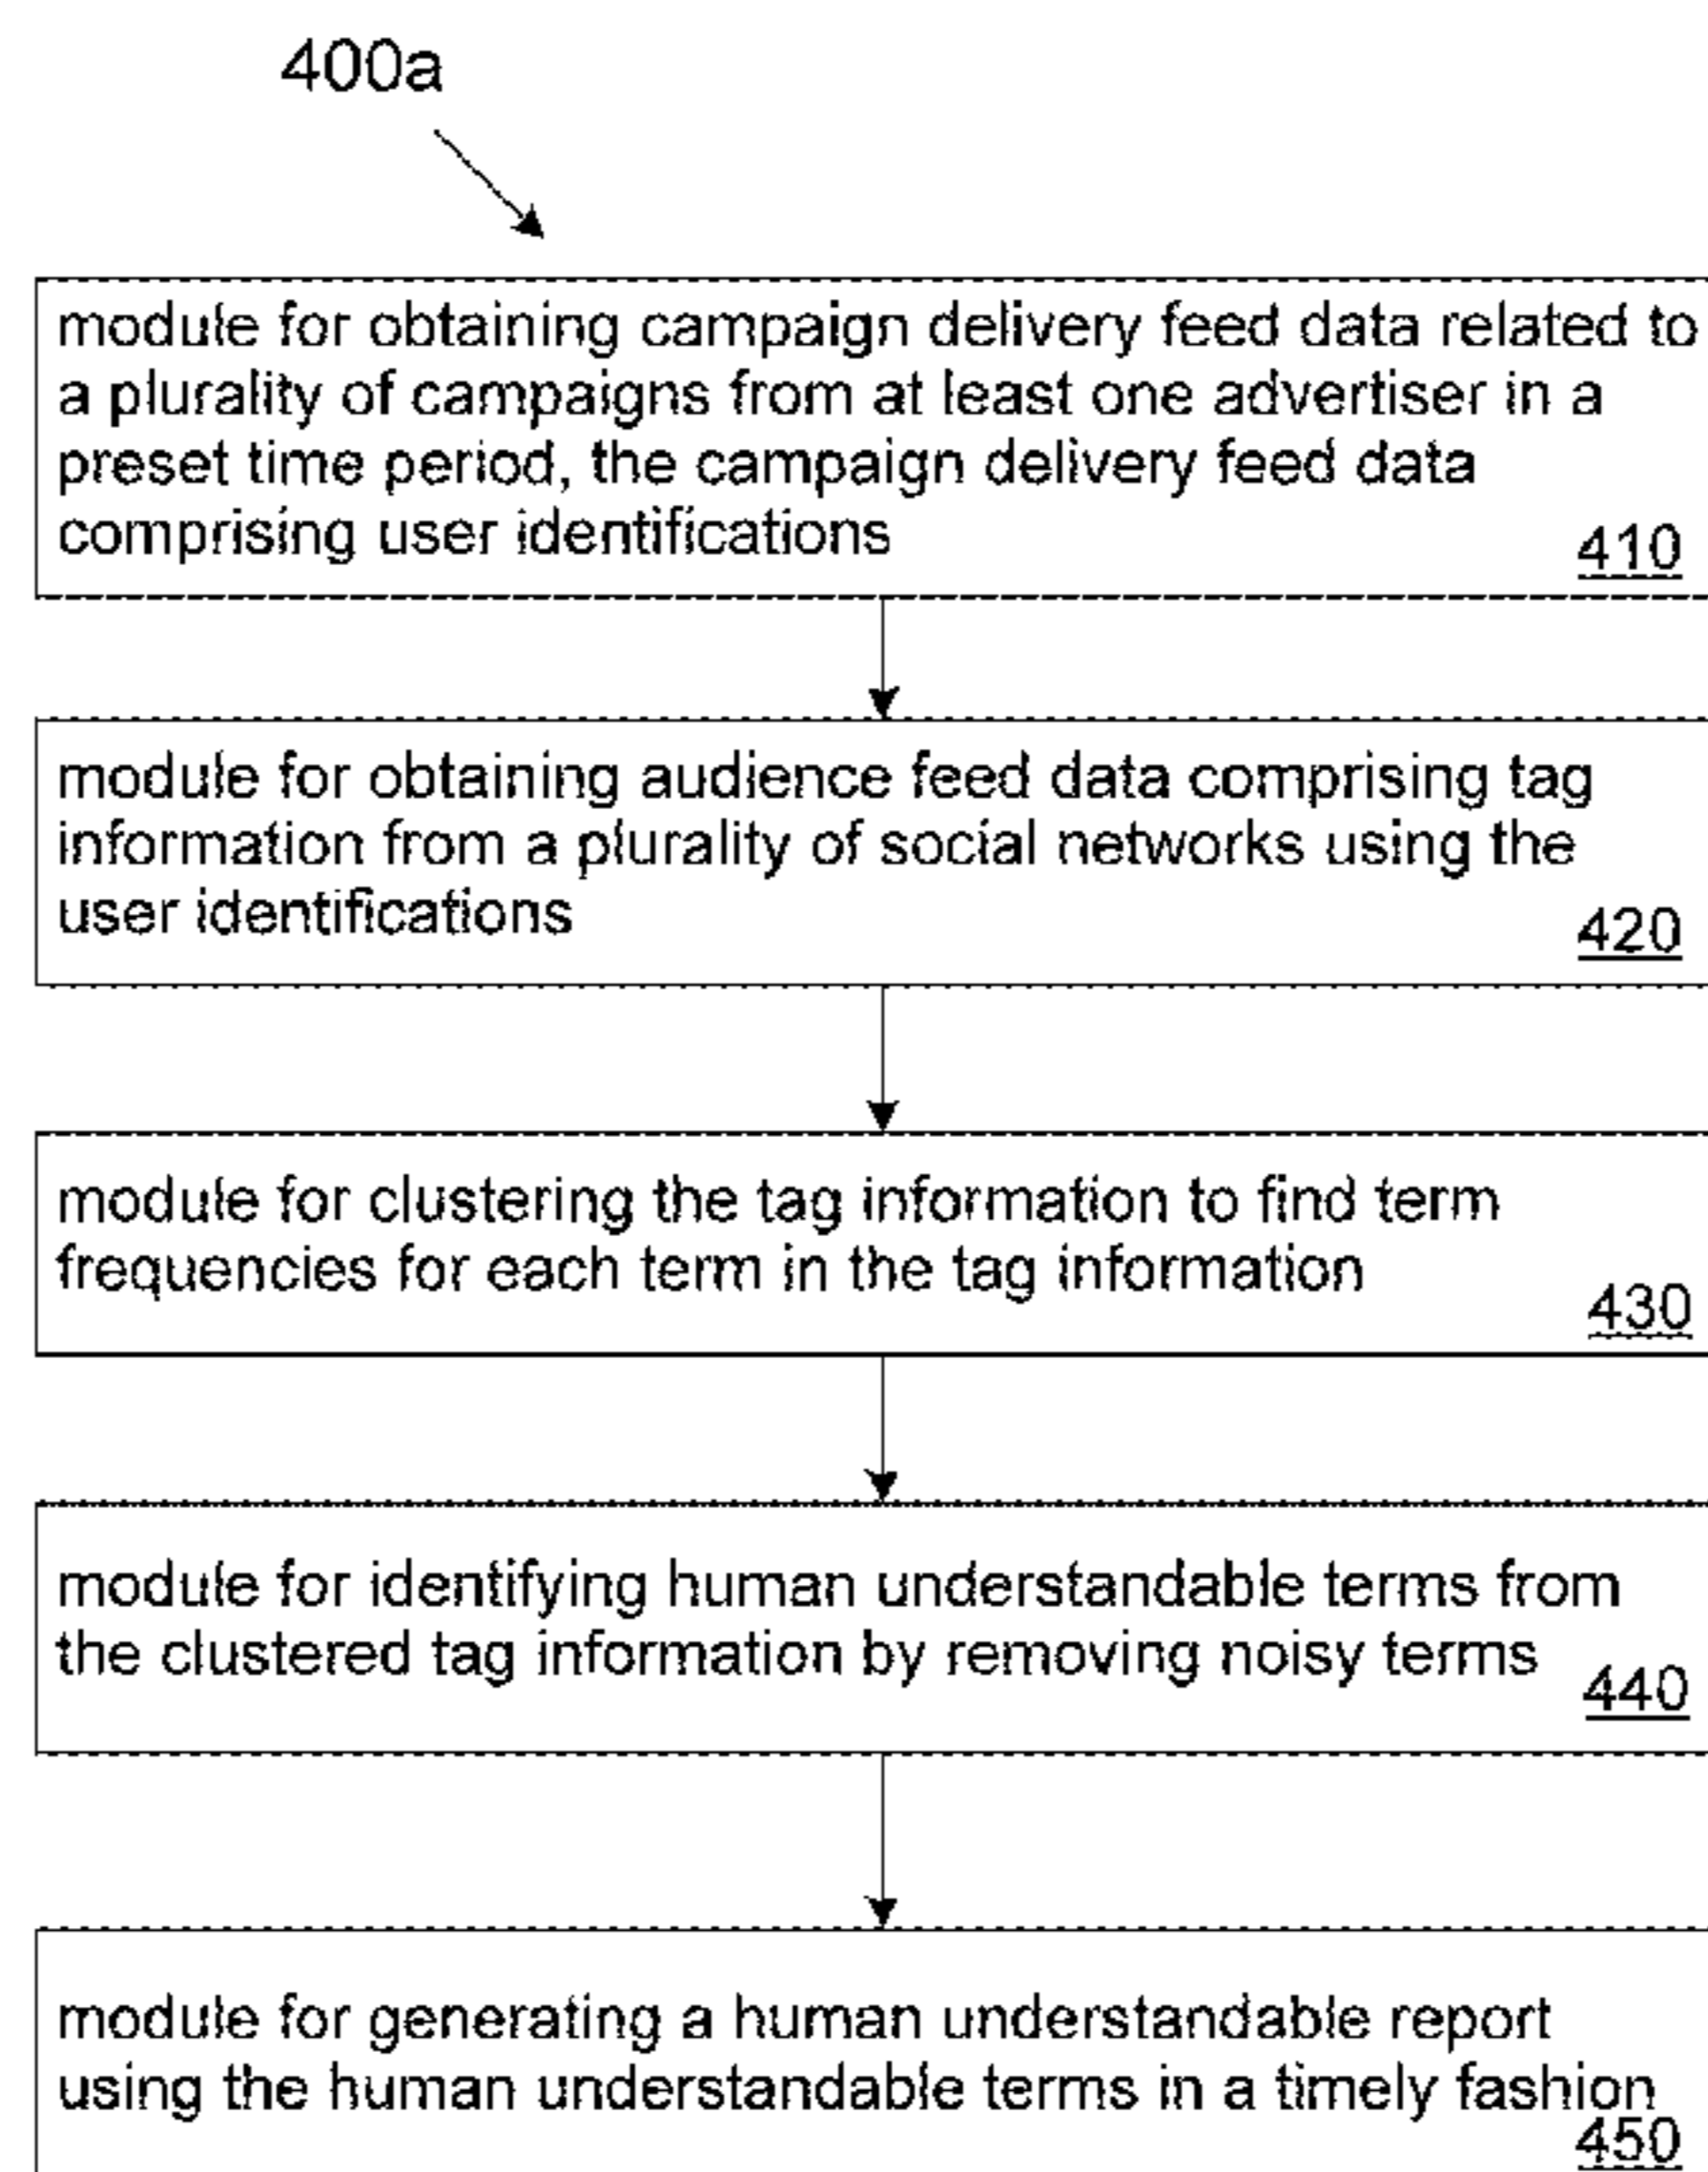 400a
module for obtaining campaign delivery feed data related to
a plurality of campaigns from at least one advertiser in a
preset time period, the campaign delivery feed data
comprising user identifications
410
module for obtaining audience feed data comprising tag
information from a plurality of social networks using the
user identifications
420
module for clustering the tag information to find term
frequencies for each term in the tag information
430
module for identifying human understandable terms from
the clustered tag information by removing noisy terms
440
module for generating a human understandable report
using the human understandable terms in a timely fashion
450